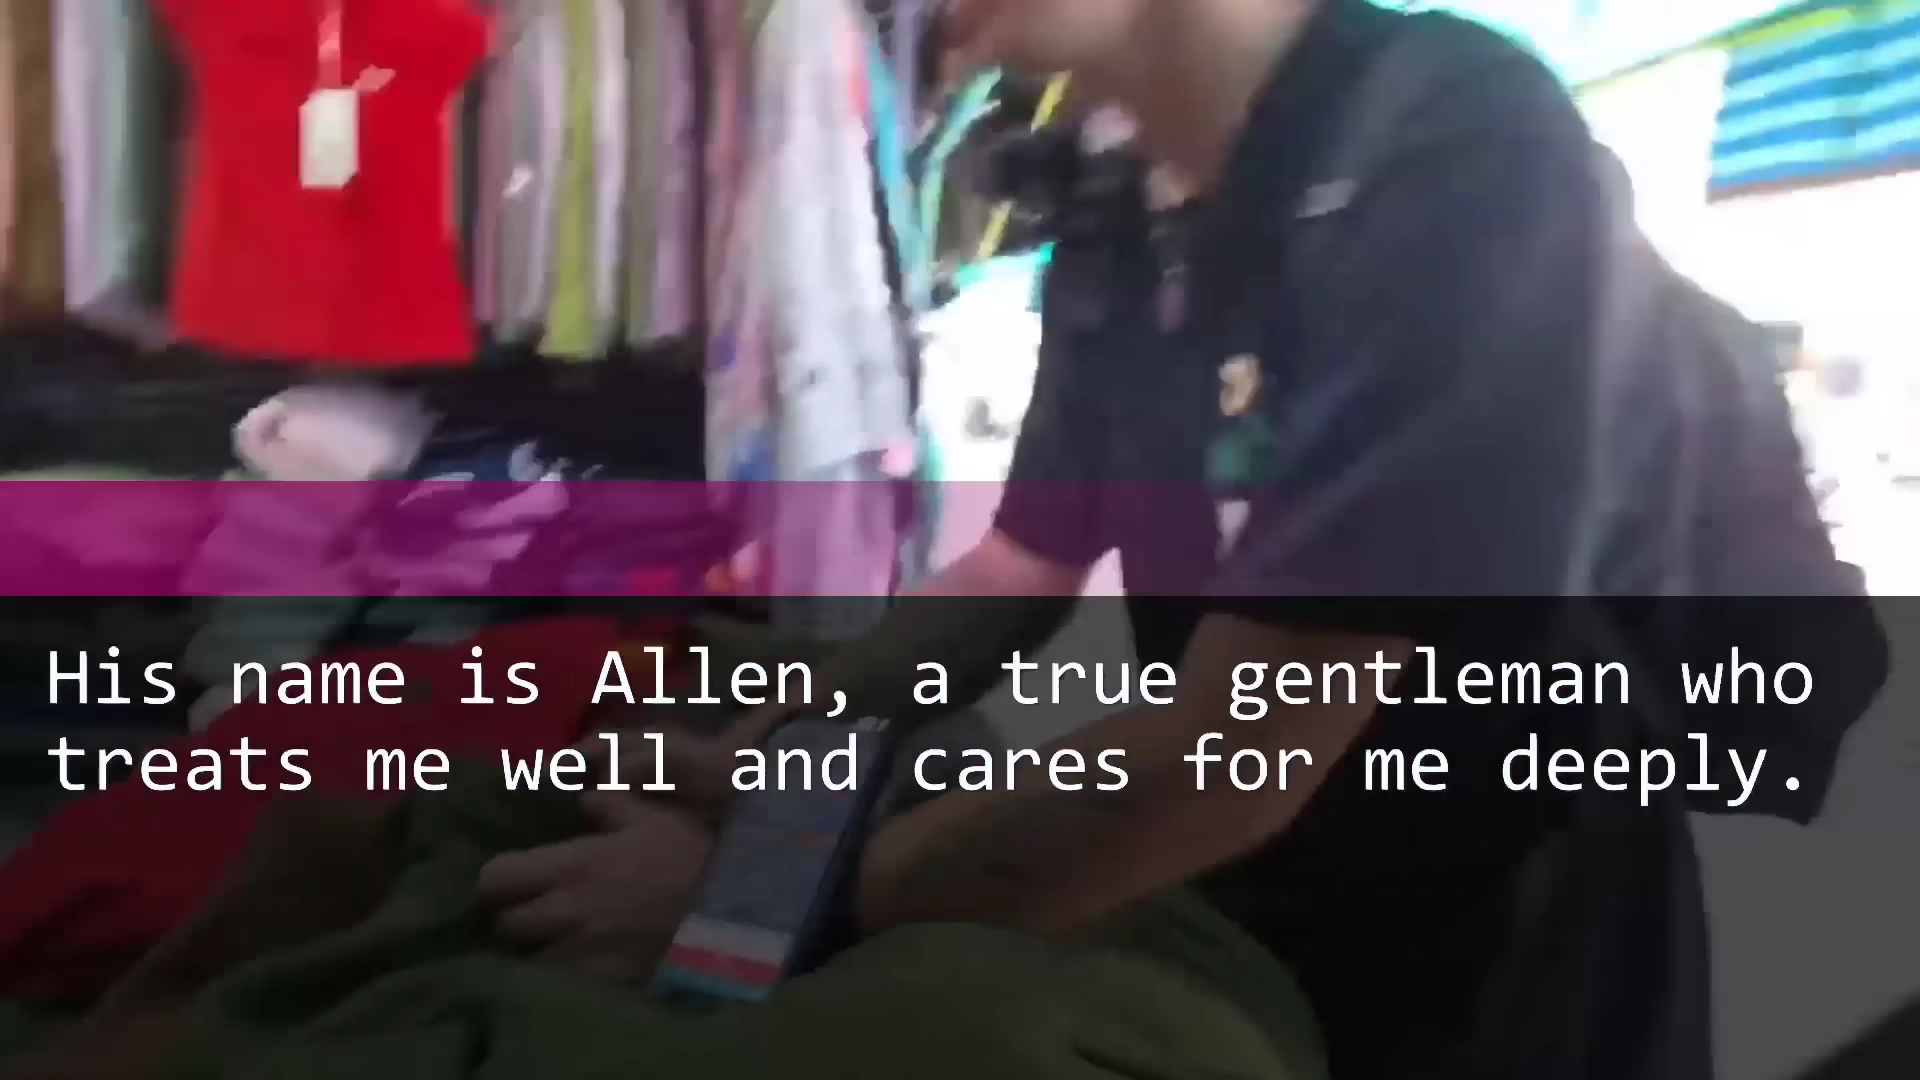 His name is Allen, a true gentleman who
treats me well and cares for me deeply.